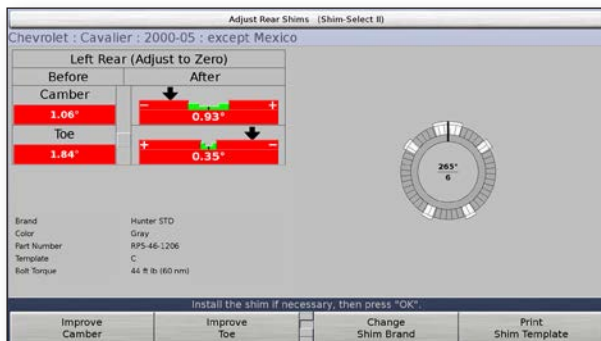 Adjust Rear Shims (Shim-Select II)
Chevrolet : Cavalier : 2000-05 : except Mexico
Left Rear (Adjust to Zero)
Before After
Camber
- +
1.06° 0.93°
Toe
+ -
1.84° 0.35°
265°
6
Brand Hunter STD
Color Gray
Part Number RPS-46-1206
Template C
Bolt Torque 44 ft lb (60 nm)
Install the shim if necessary, then press "OK".
Improve Camber
Improve Toe
Change Shim Brand
Print Shim Template